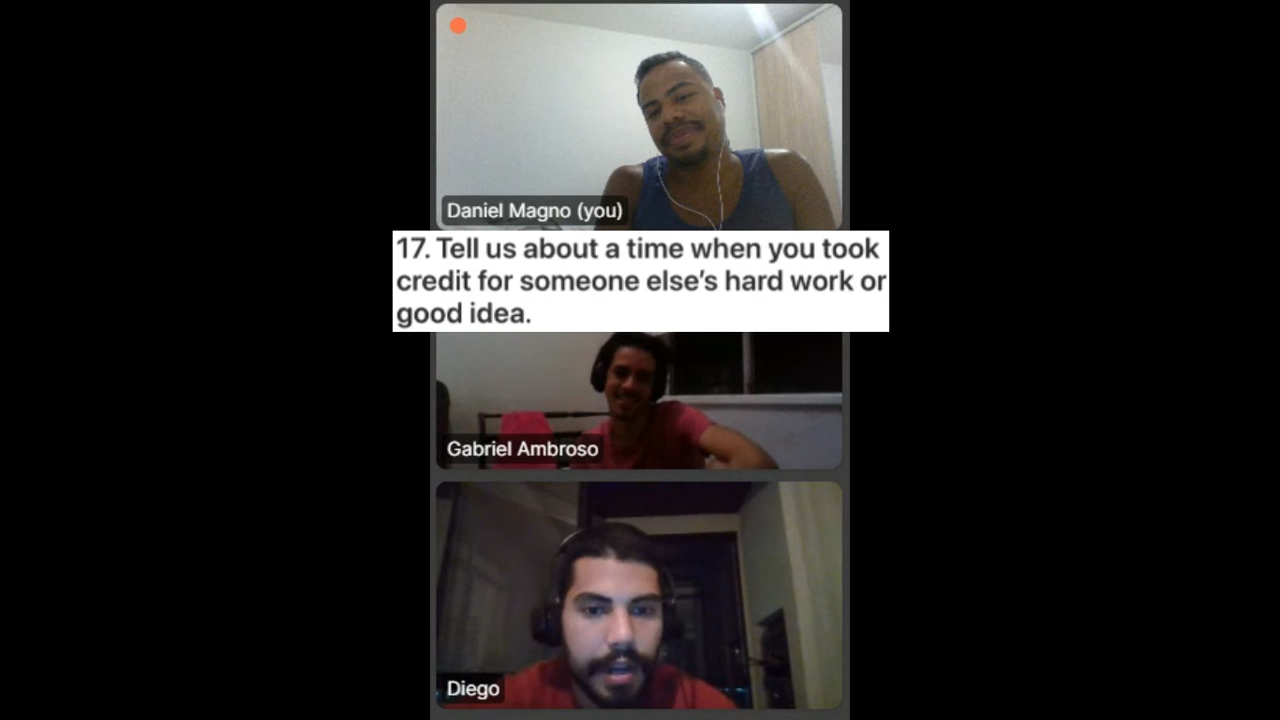 Daniel Magno (you)
17. Tell us about a time when you took
credit for someone else's hard work or
good idea.
Gabriel Ambroso
Diego